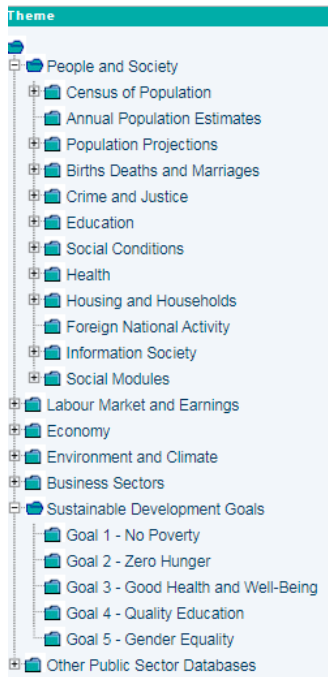 Theme
People and Society
Census of Population
Annual Population Estimates
Population Projections
Births Deaths and Marriages
Crime and Justice
Education
Social Conditions
Health
Housing and Households
Foreign National Activity
Information Society
Social Modules
Labour Market and Earnings
Economy
Environment and Climate
Business Sectors
Sustainable Development Goals
Goal 1 - No Poverty
Goal 2 - Zero Hunger
Goal 3 - Good Health and Well-Being
Goal 4 - Quality Education
Goal 5 - Gender Equality
Other Public Sector Databases